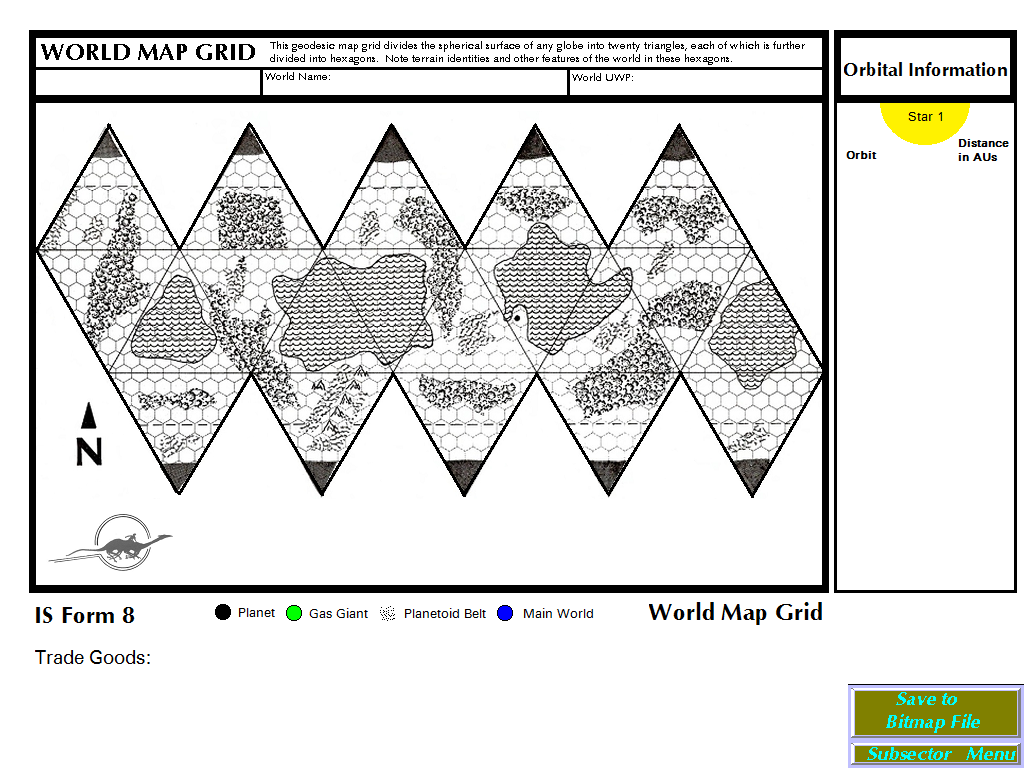 WORLD MAP GRID
This geodesic map grid divides the spherical surface of any globe into twenty triangles, each of which is further
divided into hexagons. Note terrain identities and other features of the world in these hexagons.
World Name:
World UWP:
Orbital Information
Star 1
Orbit
Distance
in AUs
N
IS Form 8
Planet
Gas Giant
Planetoid Belt
Main World
World Map Grid
Trade Goods:
Save to
Bitmap File
Subsector Menu